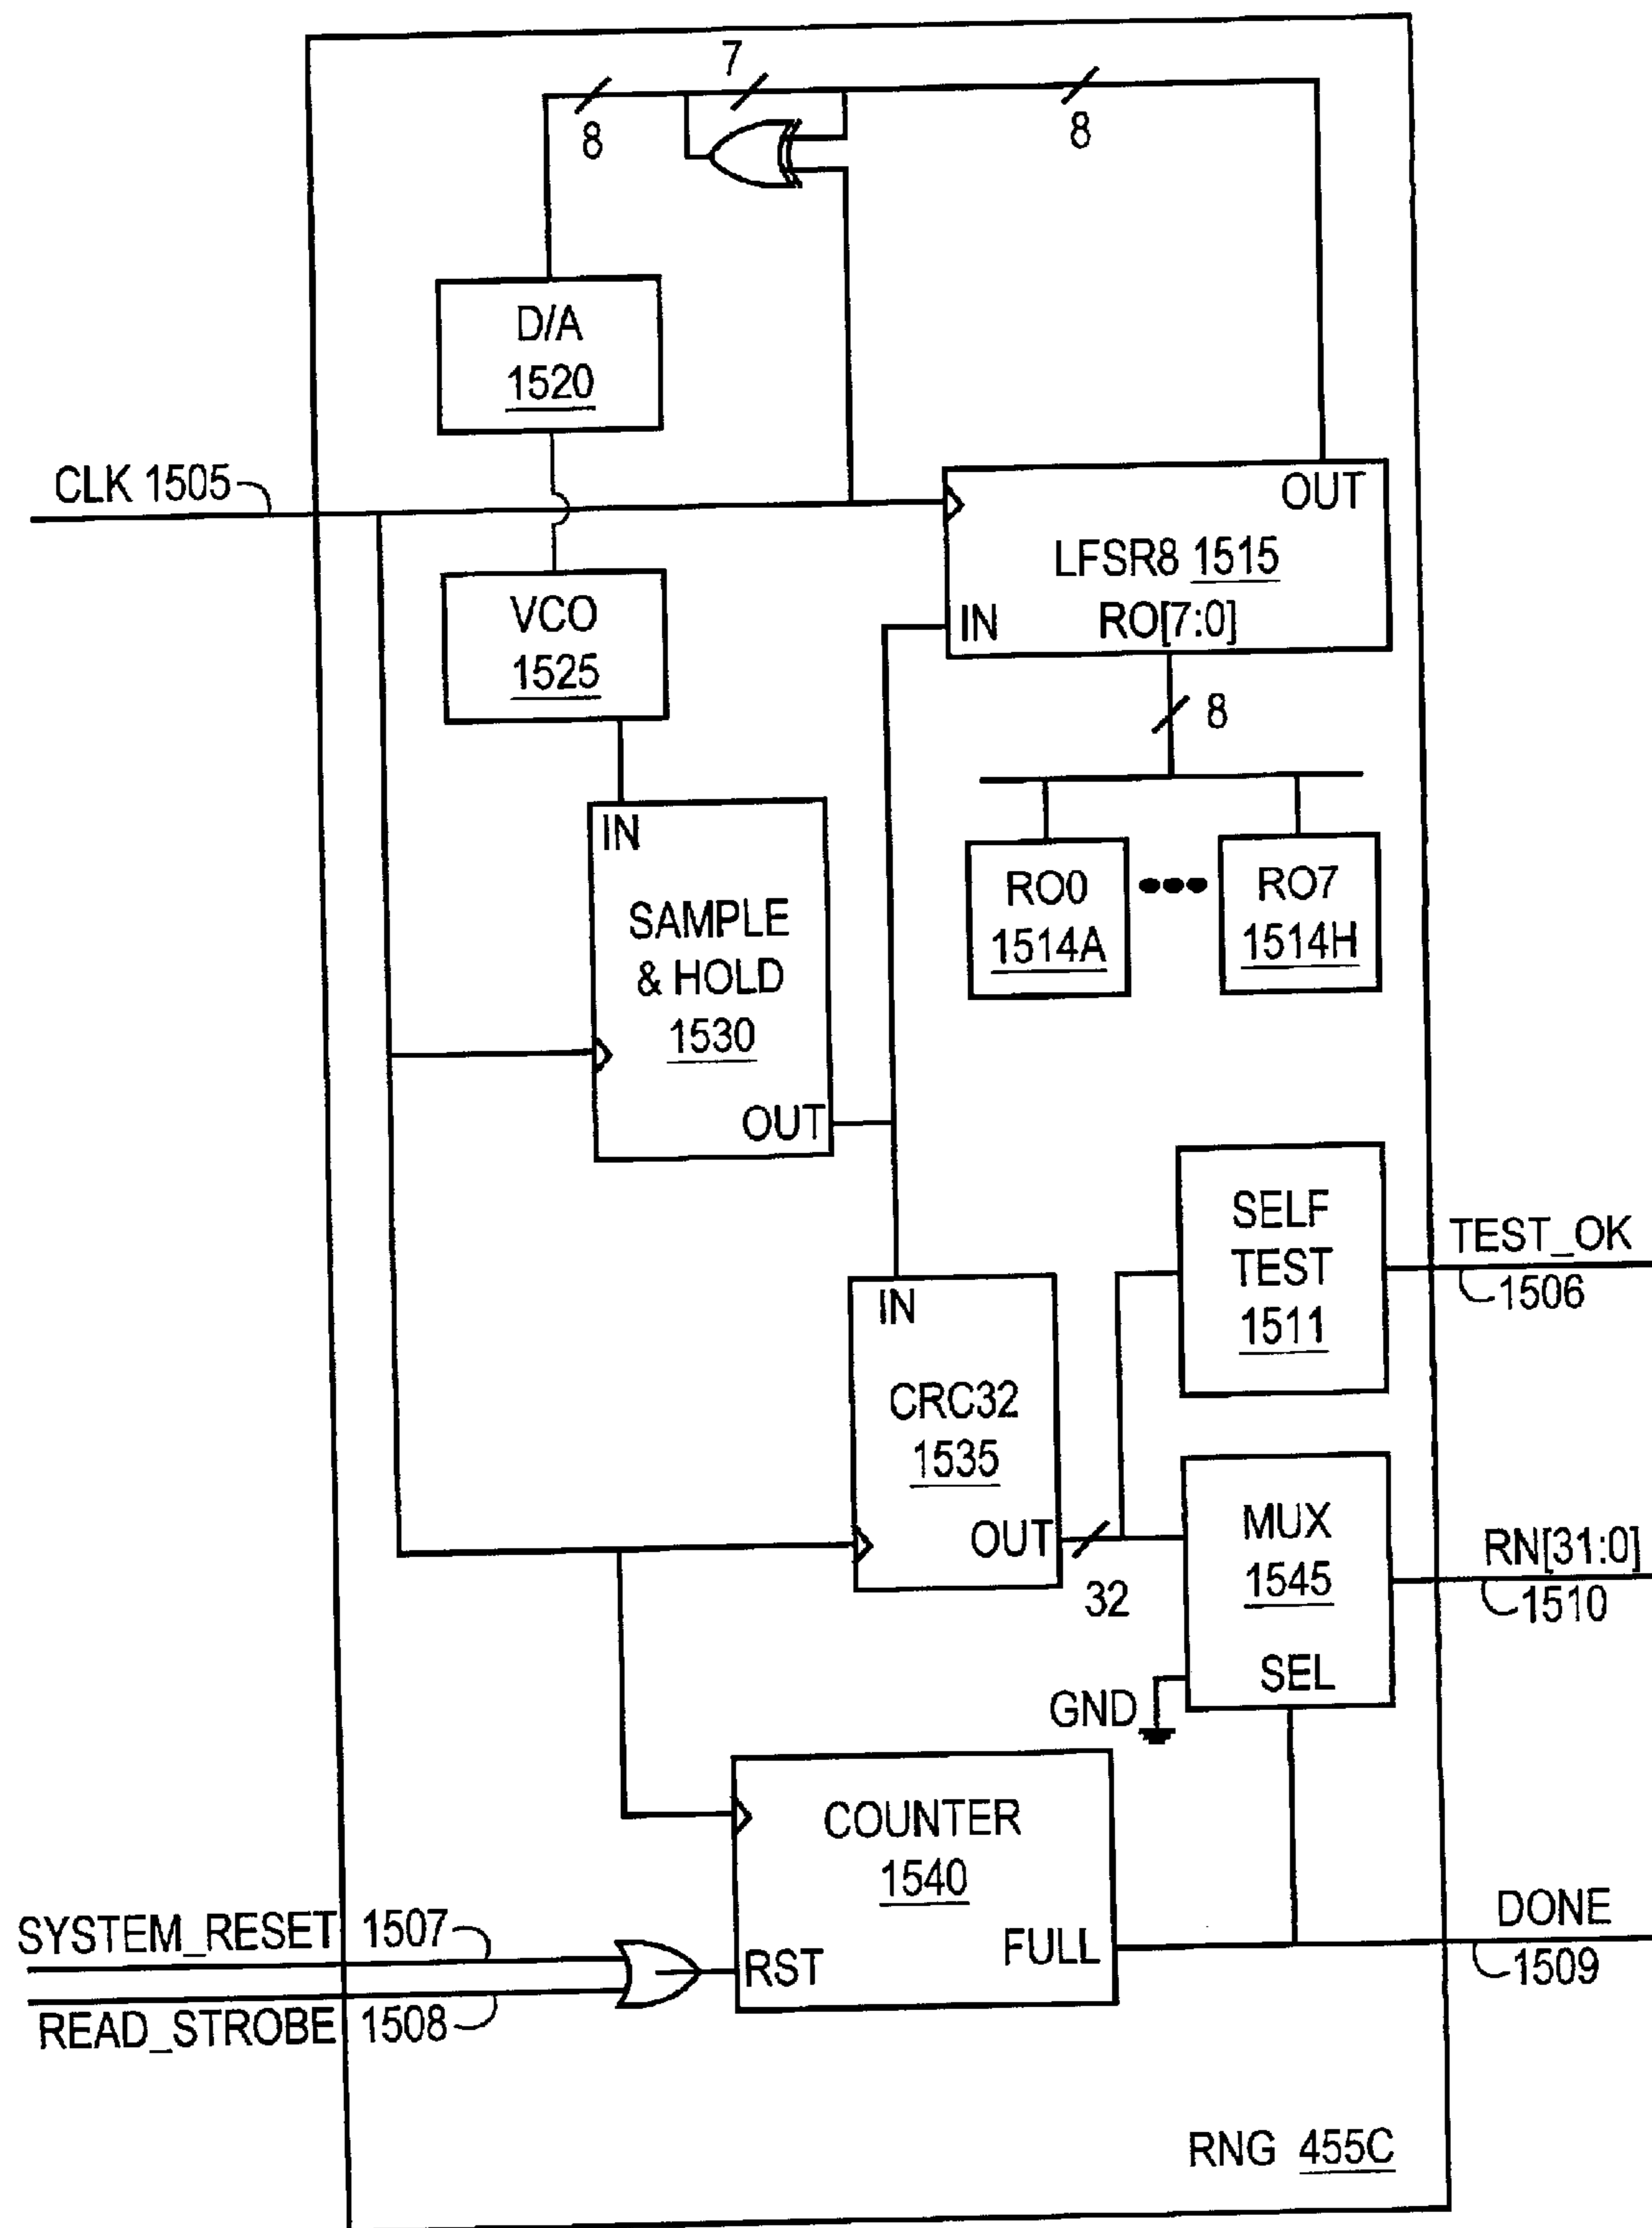 7
8
8
D/A
1520
CLK 1505
OUT
LFSR8 1515
IN
RO[7:0]
VCO
1525
8
IN
SAMPLE
& HOLD
1530
OUT
RO0
1514A
RO7
1514H
SELF
TEST
1511
TEST_OK
1506
IN
CRC32
1535
OUT
32
MUX
1545
SEL
RN[31:0]
1510
GND
COUNTER
1540
RST
FULL
SYSTEM_RESET 1507
READ_STROBE 1508
DONE
1509
RNG 455C